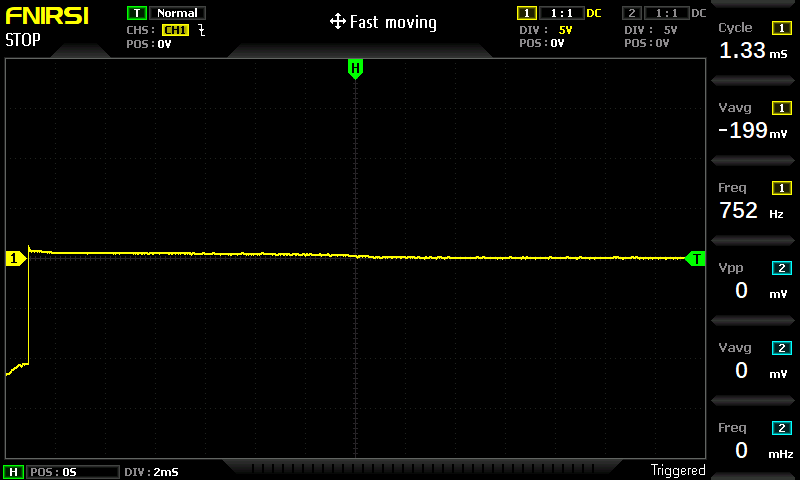 FNIRSI
STOP
T Normal
CHS: CH1
POS: 0V
Fast moving
1 1:1 DC
DIV: 5V
POS: 0V
2 1:1 DC
DIV: 5V
POS: 0V
H
1
T
Cycle 1
1.33 mS
Vavg 1
-199 mV
Freq 1
752 Hz
Vpp 2
0 mV
Vavg 2
0 mV
Freq 2
0 mHz
H POS: 0S DIV: 2mS
Triggered